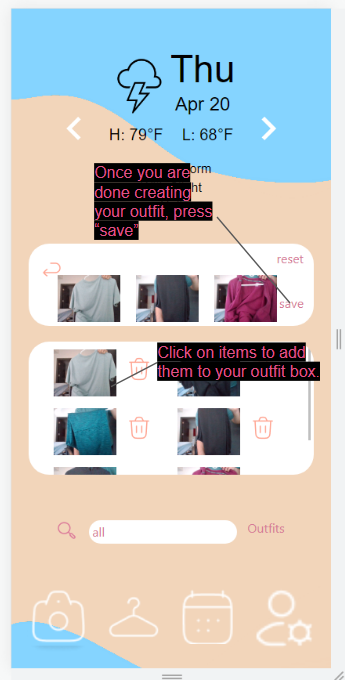 Thu
Apr 20
H: 79°F L: 68°F
orm
ht
Once you are
done creating
your outfit, press
“save”
reset
save
Click on items to add
them to your outfit box.
all
Outfits